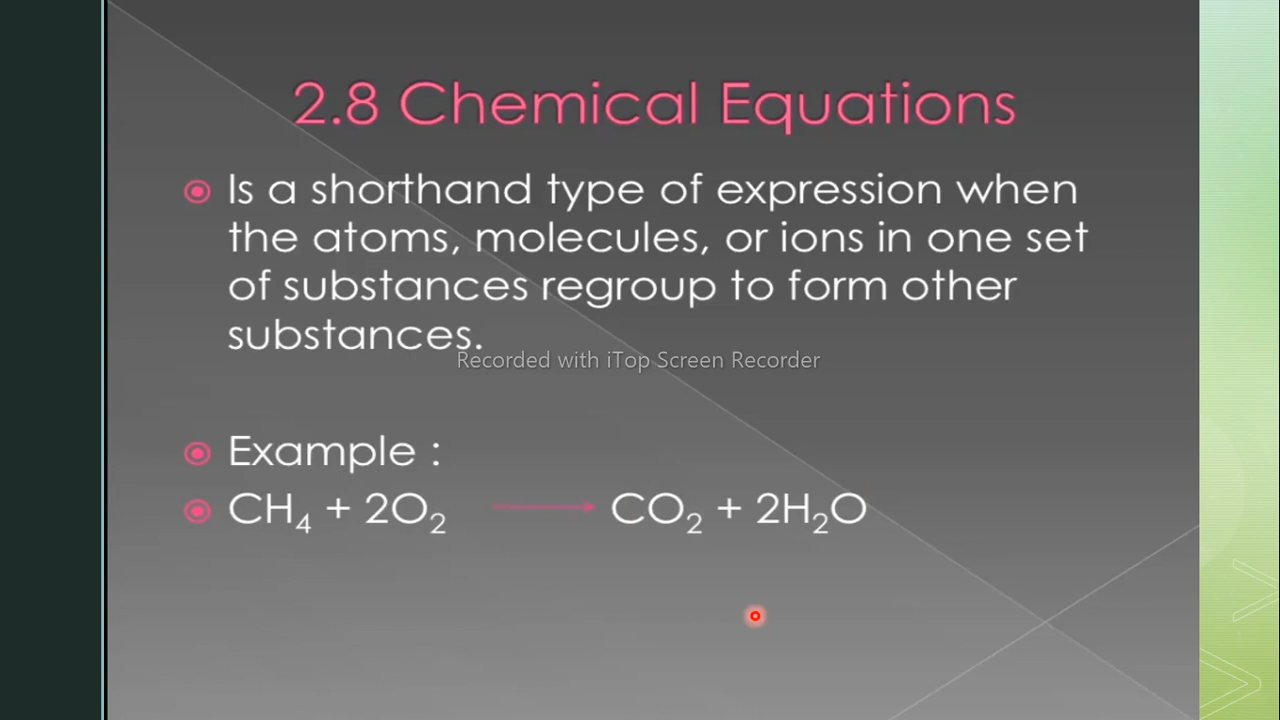 2.8 Chemical Equations
Is a shorthand type of expression when
the atoms, molecules, or ions in one set
of substances regroup to form other
substances.
Recorded with iTop Screen Recorder
Example :
CH₄ + 2O₂ → CO₂ + 2H₂O